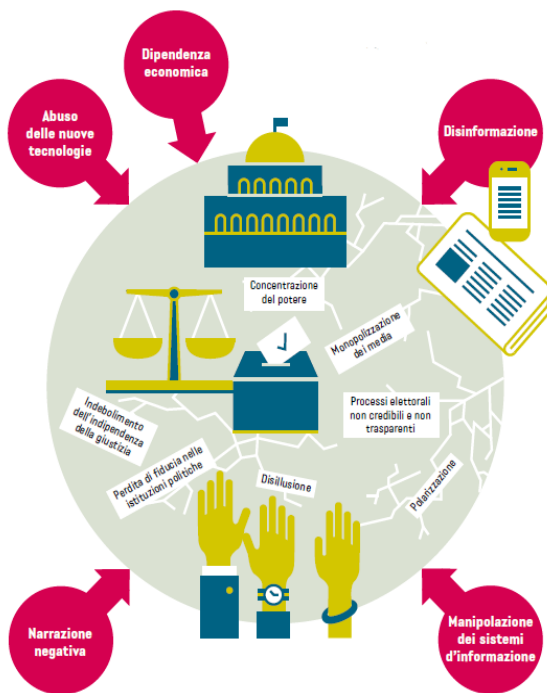 Dipendenza
economica
Abuso
delle nuove
tecnologie
Disinformazione
Concentrazione
del potere
Monopolizzazione
dei media
Processi elettorali
non credibili e non
trasparenti
Indebolimento
dell'indipendenza
della giustizia
Perdita di fiducia nelle
istituzioni politiche
Disillusione
Polarizzazione
Narrazione
negativa
Manipolazione
dei sistemi
d'informazione